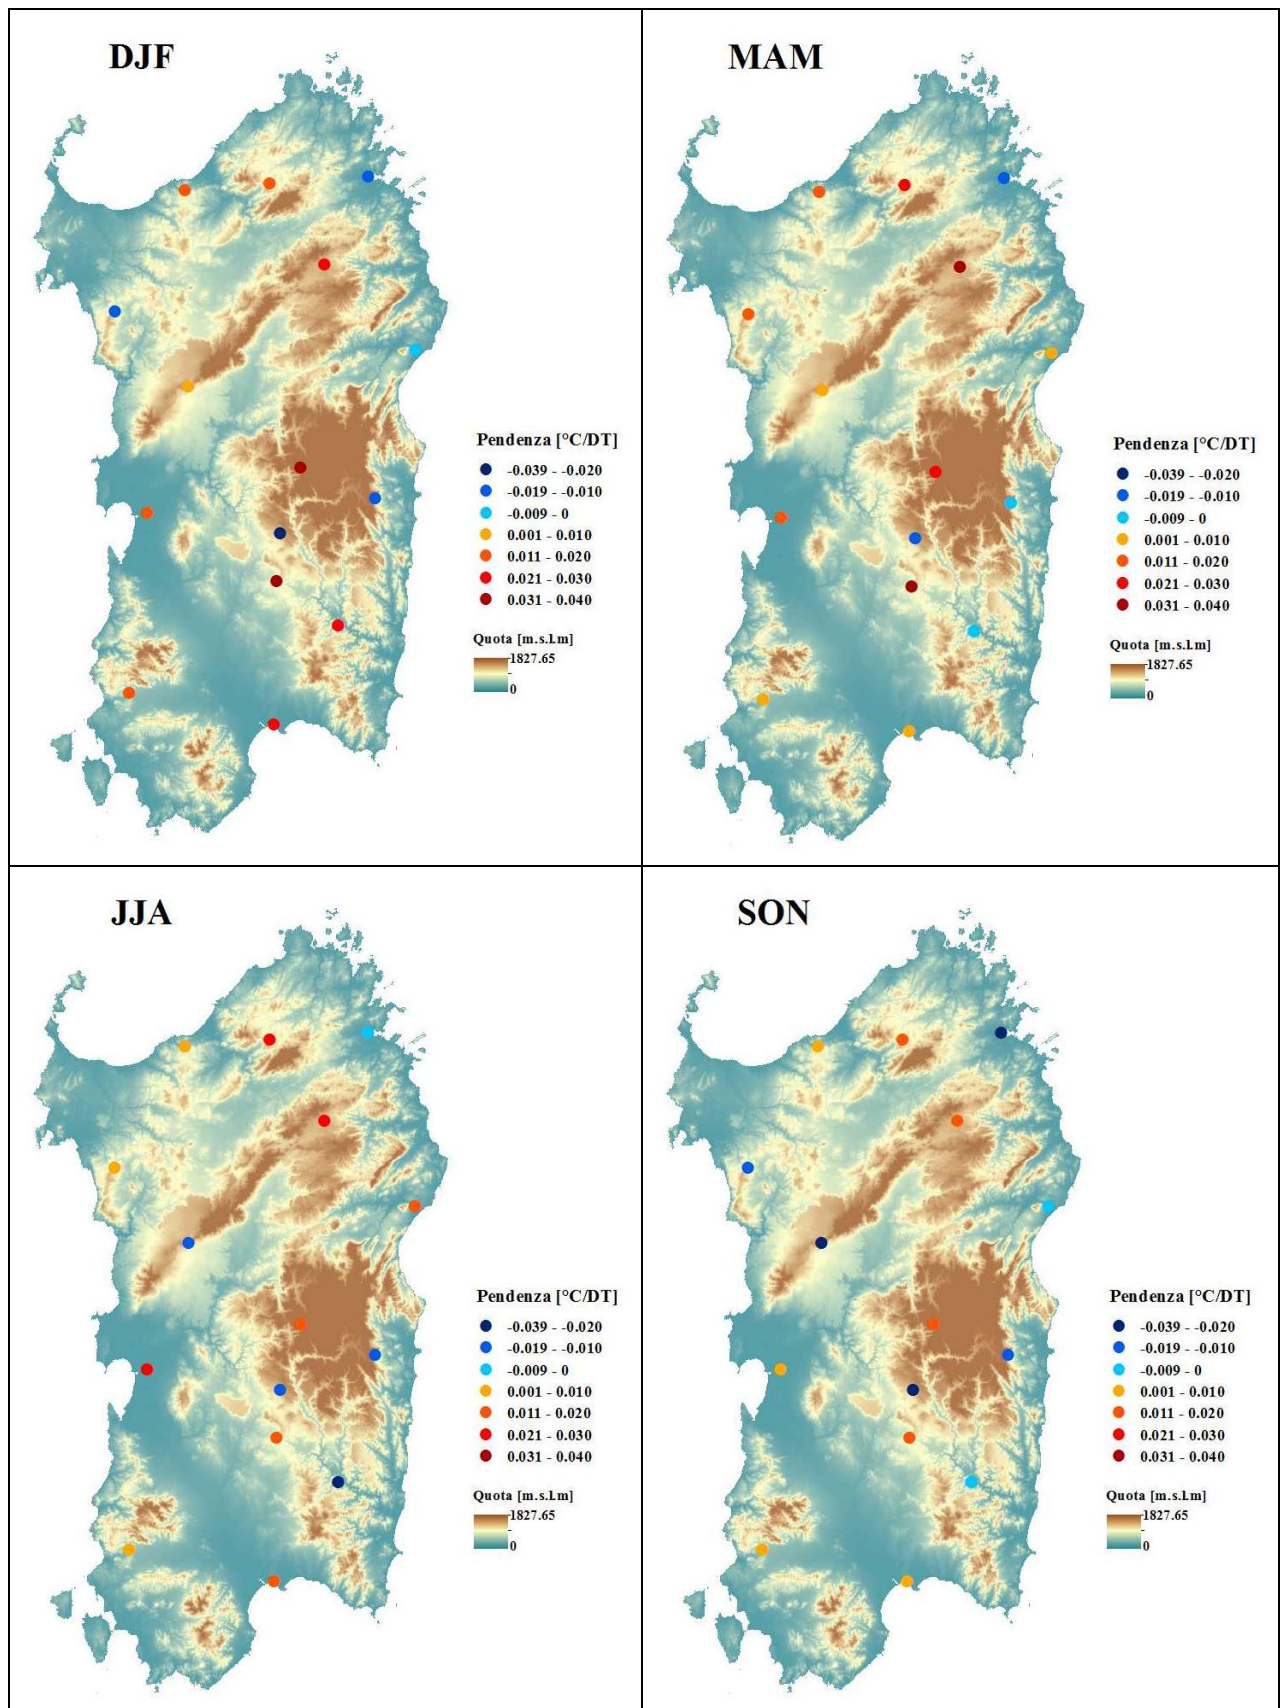 DJF
Pendenza [°C/DT]
-0.039 - -0.020
-0.019 - -0.010
-0.009 - 0
0.001 - 0.010
0.011 - 0.020
0.021 - 0.030
0.031 - 0.040
Quota [m.s.l.m]
1827.65
-
0
MAM
Pendenza [°C/DT]
-0.039 - -0.020
-0.019 - -0.010
-0.009 - 0
0.001 - 0.010
0.011 - 0.020
0.021 - 0.030
0.031 - 0.040
Quota [m.s.l.m]
1827.65
-
0
JJA
Pendenza [°C/DT]
-0.039 - -0.020
-0.019 - -0.010
-0.009 - 0
0.001 - 0.010
0.011 - 0.020
0.021 - 0.030
0.031 - 0.040
Quota [m.s.l.m]
1827.65
-
0
SON
Pendenza [°C/DT]
-0.039 - -0.020
-0.019 - -0.010
-0.009 - 0
0.001 - 0.010
0.011 - 0.020
0.021 - 0.030
0.031 - 0.040
Quota [m.s.l.m]
1827.65
-
0